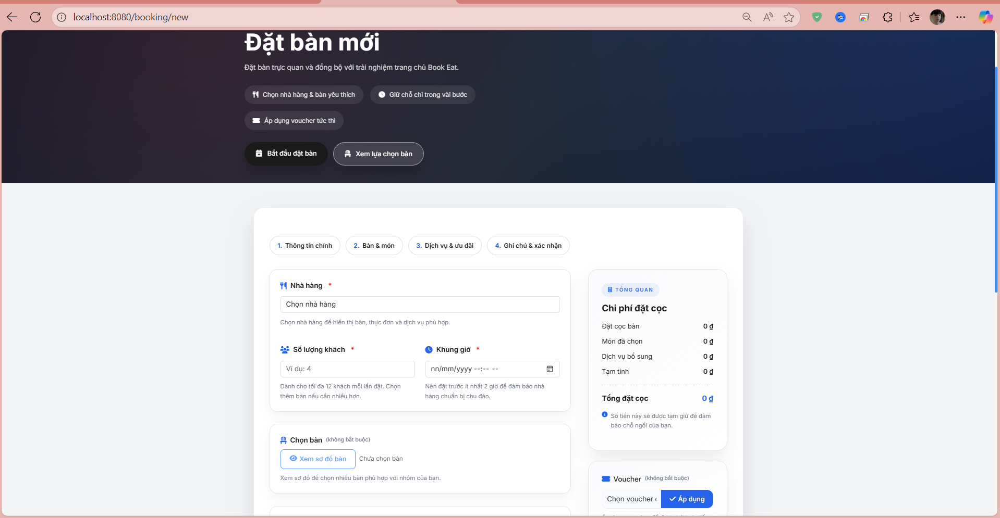 localhost:8080/booking/new
Đặt bàn mới
Đặt bàn trực quan và đồng bộ với trải nghiệm trang chủ Book Eat.
Chọn nhà hàng & bàn yêu thích
Giữ chỗ chỉ trong vài bước
Áp dụng voucher tức thì
Bắt đầu đặt bàn
Xem lựa chọn bàn
1. Thông tin chính
2. Bàn & món
3. Dịch vụ & ưu đãi
4. Ghi chú & xác nhận
Nhà hàng *
Chọn nhà hàng
Chọn nhà hàng để hiển thị bàn, thực đơn và dịch vụ phù hợp.
Số lượng khách *
Ví dụ: 4
Dành cho tối đa 12 khách mỗi lần đặt. Chọn
thêm bàn nếu cần nhiều hơn.
Khung giờ *
nn/mm/yyyy --:-- --
Nên đặt trước ít nhất 2 giờ để đảm bảo nhà
hàng chuẩn bị chu đáo.
Chọn bàn (không bắt buộc)
Xem sơ đồ bàn
Chưa chọn bàn
Xem sơ đồ để chọn nhiều bàn phù hợp với nhóm của bạn.
TỔNG QUAN
Chi phí đặt cọc
Đặt cọc bàn 0 ₫
Món đã chọn 0 ₫
Dịch vụ bổ sung 0 ₫
Tạm tính 0 ₫
Tổng đặt cọc 0 ₫
Số tiền này sẽ được tạm giữ để đảm
bảo chỗ ngồi của bạn.
Voucher (không bắt buộc)
Chọn voucher
Áp dụng